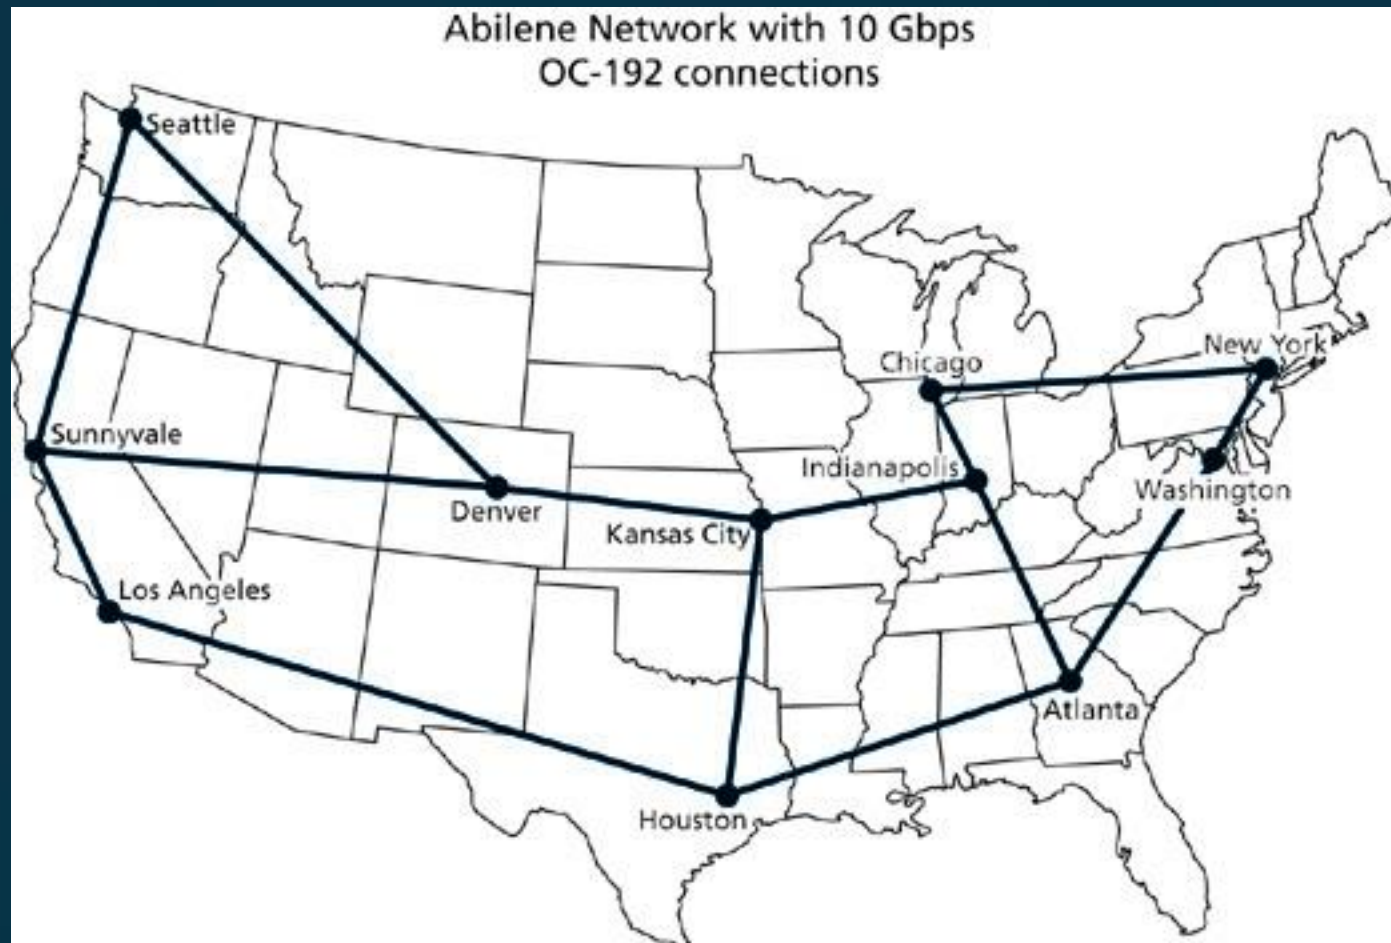 Abilene Network with 10 Gbps
OC-192 connections
Seattle
New York
Chicago
Sunnyvale
Indianapolis
Washington
Denver
Kansas City
Los Angeles
Atlanta
Houston